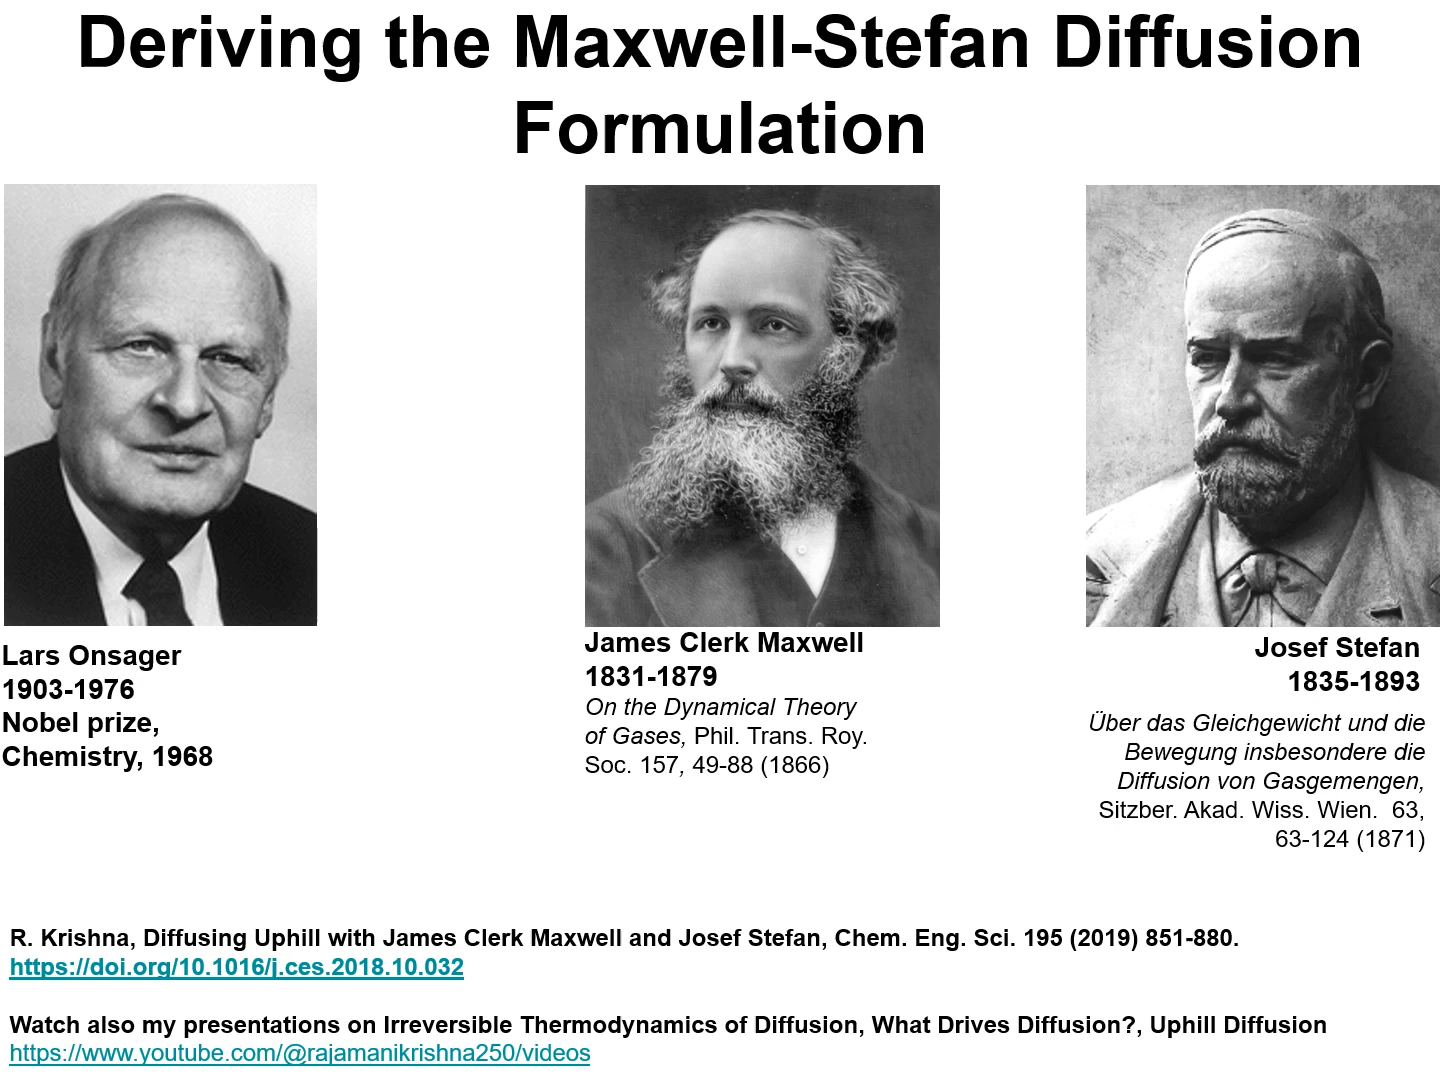 Deriving the Maxwell-Stefan Diffusion
Formulation
Lars Onsager
1903-1976
Nobel prize,
Chemistry, 1968
James Clerk Maxwell
1831-1879
On the Dynamical Theory
of Gases, Phil. Trans. Roy.
Soc. 157, 49-88 (1866)
Josef Stefan
1835-1893
Über das Gleichgewicht und die
Bewegung insbesondere die
Diffusion von Gasgemengen,
Sitzber. Akad. Wiss. Wien.  63,
63-124 (1871)
R. Krishna, Diffusing Uphill with James Clerk Maxwell and Josef Stefan, Chem. Eng. Sci. 195 (2019) 851-880.
https://doi.org/10.1016/j.ces.2018.10.032
Watch also my presentations on Irreversible Thermodynamics of Diffusion, What Drives Diffusion?, Uphill Diffusion
https://www.youtube.com/@rajamanikrishna250/videos